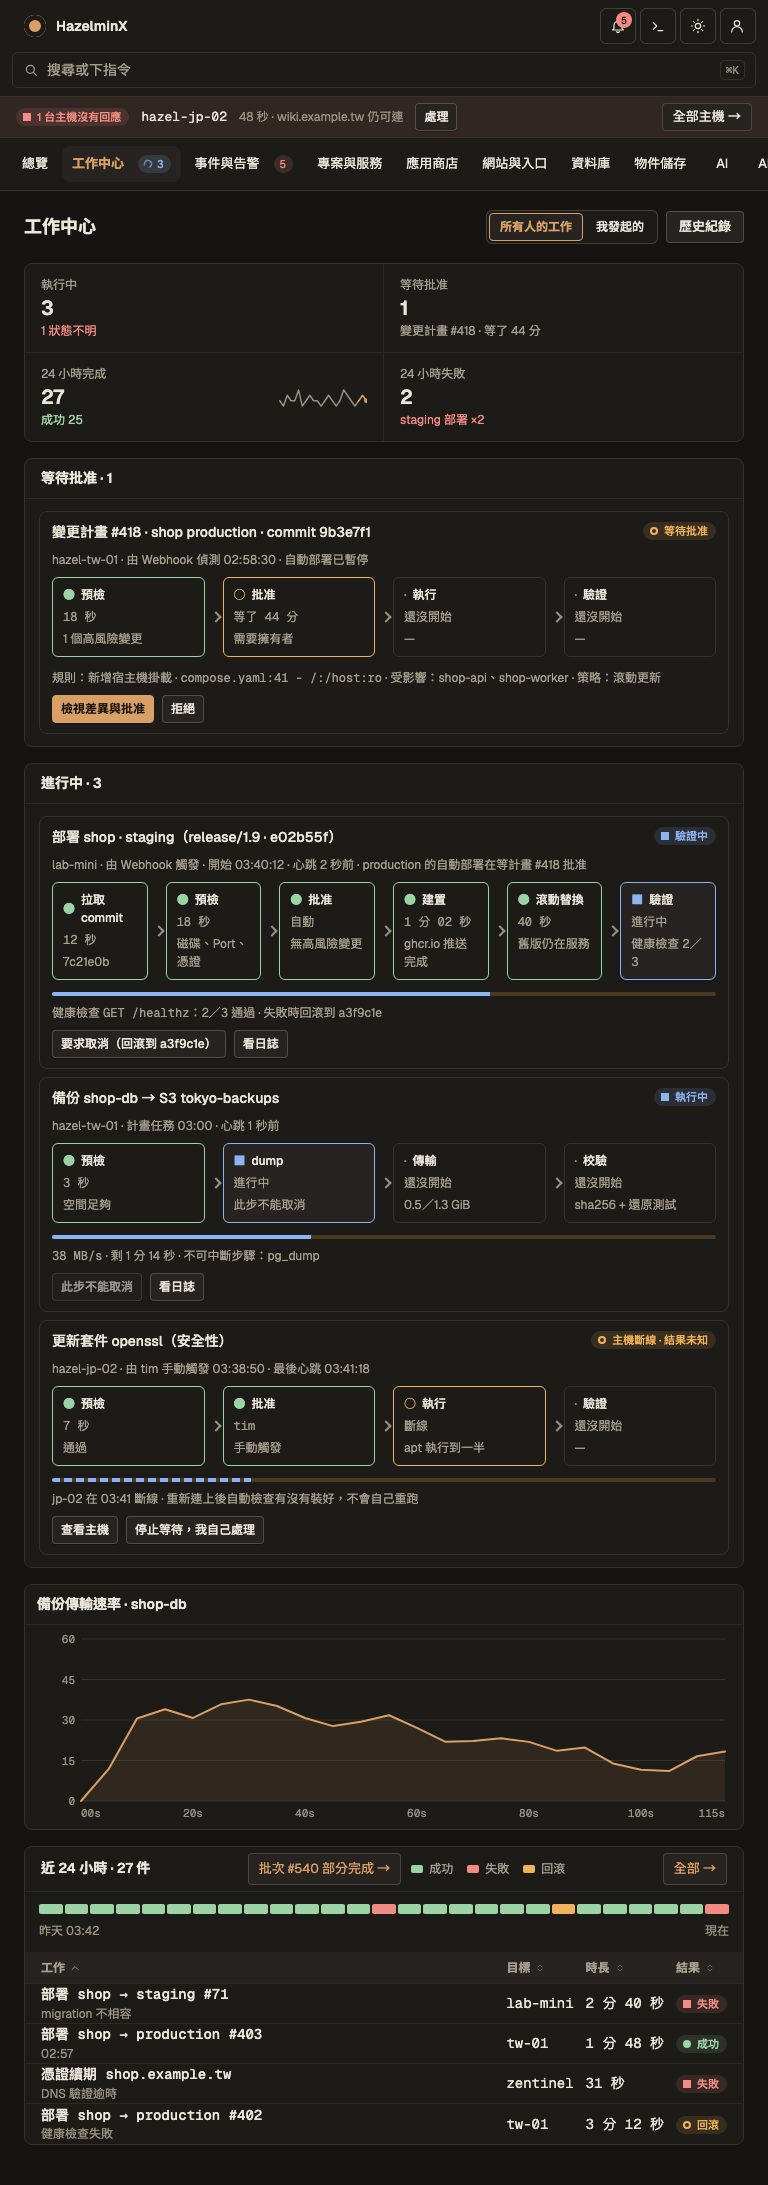 HazelminX
5
搜尋或下指令
⌘K
1 台主機沒有回應 hazel-jp-02 48 秒 · wiki.example.tw 仍可連 處理 全部主機 →
總覽 工作中心 3 事件與告警 5 專案與服務 應用商店 網站與入口 資料庫 物件儲存 AI
工作中心
所有人的工作 我發起的 歷史紀錄
執行中
3
1 狀態不明
等待批准
1
變更計畫 #418 · 等了 44 分
24 小時完成
27
成功 25
24 小時失敗
2
staging 部署 ×2
等待批准 · 1
變更計畫 #418 · shop production · commit 9b3e7f1
等待批准
hazel-tw-01 · 由 Webhook 偵測 02:58:30 · 自動部署已暫停
預檢
18 秒
1 個高風險變更
批准
等了 44 分
需要擁有者
· 執行
還沒開始
—
· 驗證
還沒開始
—
規則：新增宿主機掛載 · compose.yaml:41 - /:/host:ro · 受影響：shop-api、shop-worker · 策略：滾動更新
檢視差異與批准 拒絕
進行中 · 3
部署 shop · staging（release/1.9 · e02b55f）
驗證中
lab-mini · 由 Webhook 觸發 · 開始 03:40:12 · 心跳 2 秒前 · production 的自動部署在等計畫 #418 批准
拉取
commit
12 秒
7c21e0b
預檢
18 秒
磁碟、Port、
憑證
批准
自動
無高風險變更
建置
1 分 02 秒
ghcr.io 推送
完成
滾動替換
40 秒
舊版仍在服務
驗證
進行中
健康檢查 2／
3
健康檢查 GET /healthz：2／3 通過 · 失敗時回滾到 a3f9c1e
要求取消（回滾到 a3f9c1e） 看日誌
備份 shop-db → S3 tokyo-backups
執行中
hazel-tw-01 · 計畫任務 03:00 · 心跳 1 秒前
預檢
3 秒
空間足夠
dump
進行中
此步不能取消
· 傳輸
還沒開始
0.5／1.3 GiB
· 校驗
還沒開始
sha256 + 還原測試
38 MB/s · 剩 1 分 14 秒 · 不可中斷步驟：pg_dump
此步不能取消 看日誌
更新套件 openssl（安全性）
主機斷線 · 結果未知
hazel-jp-02 · 由 tim 手動觸發 03:38:50 · 最後心跳 03:41:18
預檢
7 秒
通過
批准
tim
手動觸發
執行
斷線
apt 執行到一半
· 驗證
還沒開始
—
jp-02 在 03:41 斷線 · 重新連上後自動檢查有沒有裝好，不會自己重跑
查看主機 停止等待，我自己處理
備份傳輸速率 · shop-db
60
45
30
15
0
00s 20s 40s 60s 80s 100s 115s
近 24 小時 · 27 件 批次 #540 部分完成 → 成功 失敗 回滾 全部 →
昨天 03:42 現在
工作 目標 時長 結果
部署 shop → staging #71
migration 不相容
lab-mini 2 分 40 秒 失敗
部署 shop → production #403
02:57
tw-01 1 分 48 秒 成功
憑證續期 shop.example.tw
DNS 驗證逾時
zentinel 31 秒 失敗
部署 shop → production #402
健康檢查失敗
tw-01 3 分 12 秒 回滾